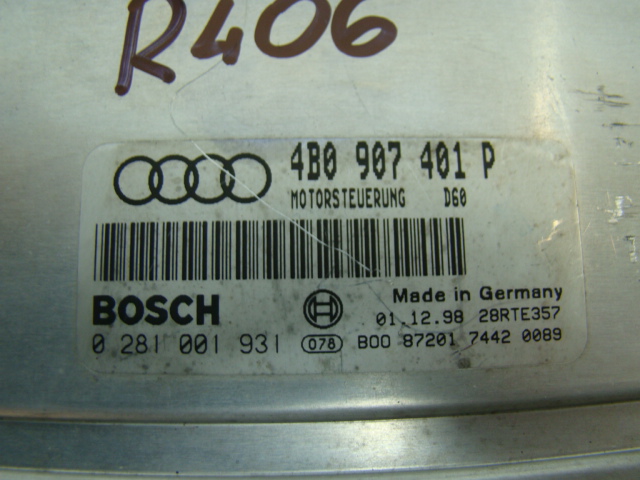 R406
4B0 907 401 P
MOTORSTEUERUNG D60
BOSCH
Made in Germany
01.12.98 28RTE357
0 281 001 931 078 B00 87201 7442 0089